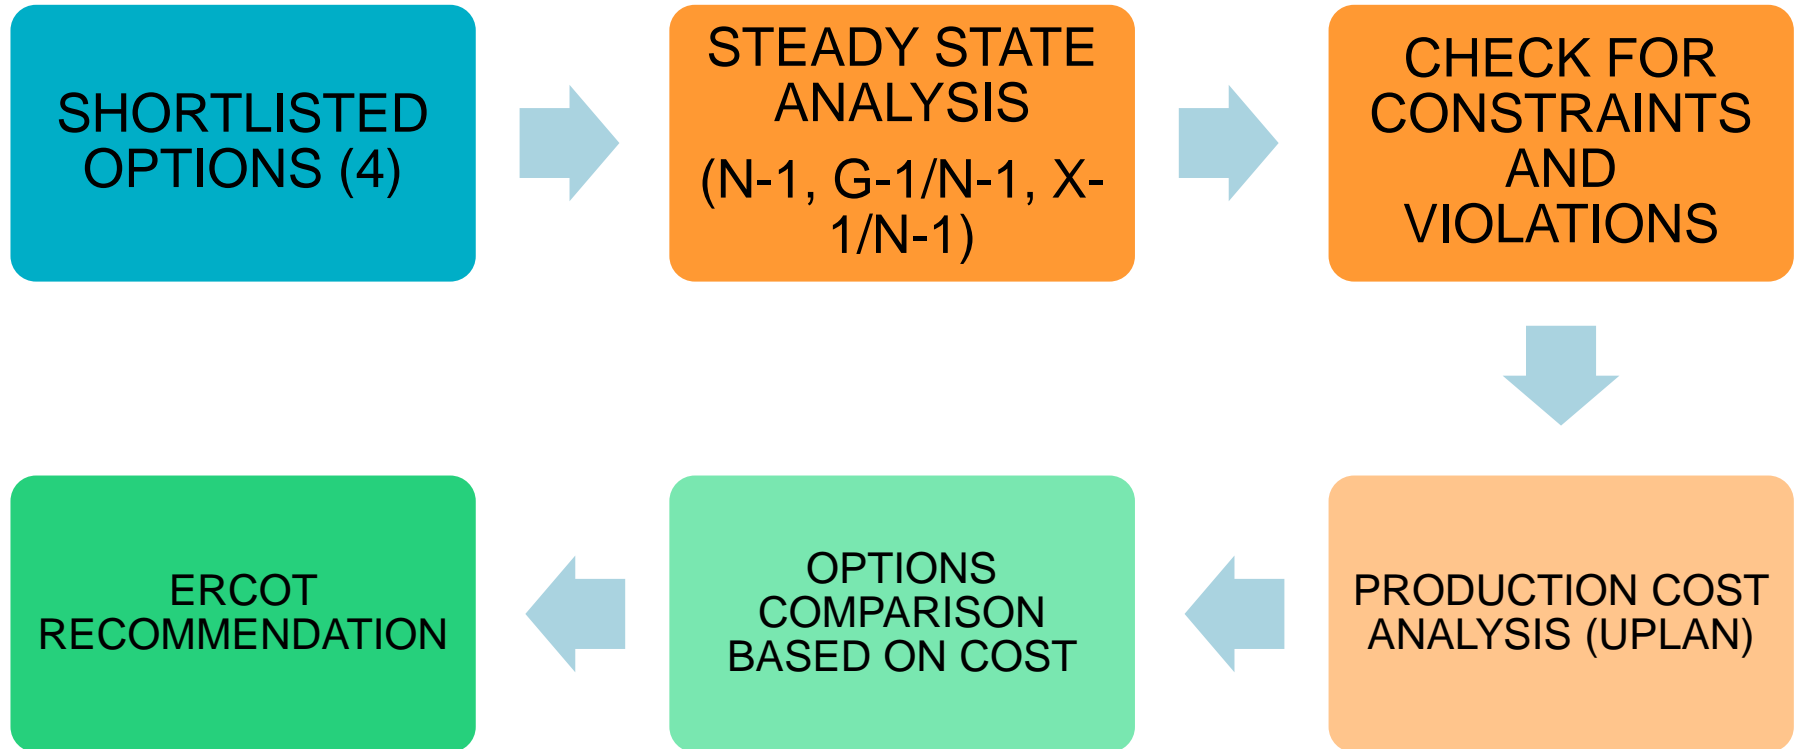 SHORTLISTED
OPTIONS (4)
STEADY STATE
ANALYSIS
(N-1, G-1/N-1, X-
1/N-1)
CHECK FOR
CONSTRAINTS
AND
VIOLATIONS
PRODUCTION COST
ANALYSIS (UPLAN)
OPTIONS
COMPARISON
BASED ON COST
ERCOT
RECOMMENDATION